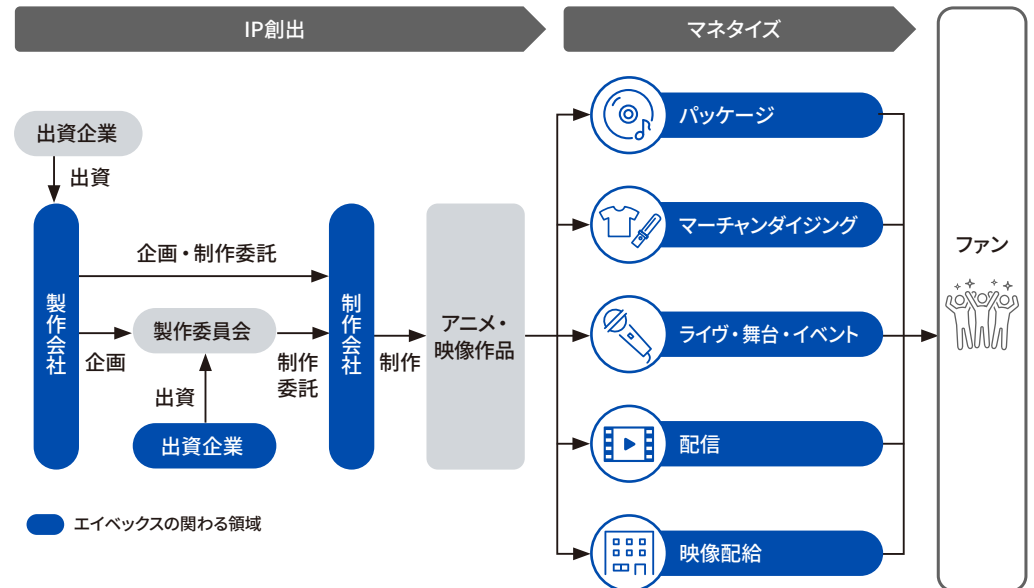 IP創出
マネタイズ
出資企業
出資
製作会社
企画・制作委託
企画
製作委員会
出資
出資企業
制作
委託
制作会社
制作
アニメ・
映像作品
パッケージ
マーチャンダイジング
ライヴ・舞台・イベント
配信
映像配給
ファン
エイベックスの関わる領域